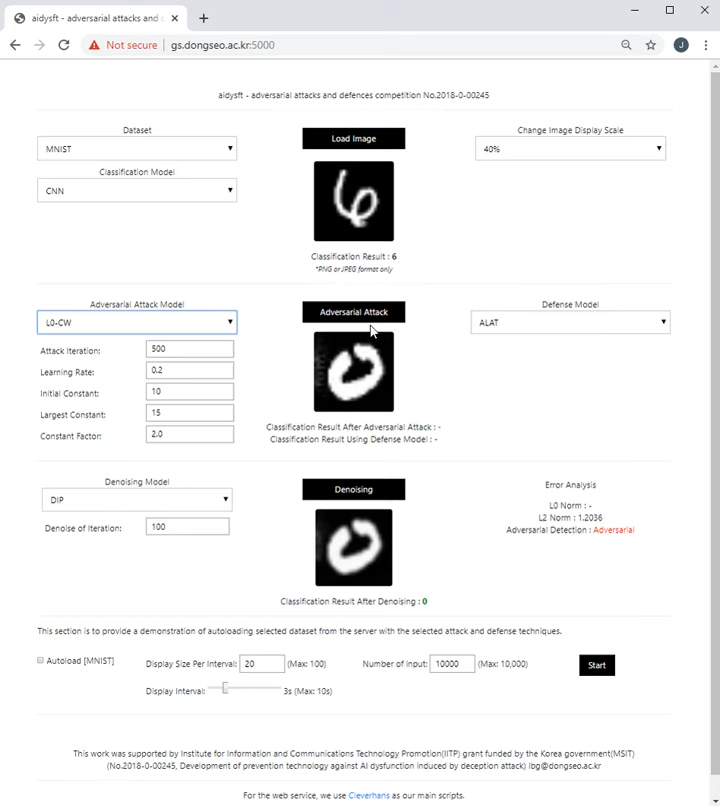 aidysft - adversarial attacks and c
Not secure | gs.dongseo.ac.kr:5000
J
aidysft - adversarial attacks and defences competition No.2018-0-00245
Dataset
MNIST
Classification Model
CNN
Load Image
Classification Result : 6
*PNG or JPEG format only
Change Image Display Scale
40%
Adversarial Attack Model
L0-CW
Attack Iteration: 500
Learning Rate: 0.2
Initial Constant: 10
Largest Constant: 15
Constant Factor: 2.0
Adversarial Attack
Classification Result After Adversarial Attack : -
Classification Result Using Defense Model : -
Defense Model
ALAT
Denoising Model
DIP
Denoise of Iteration: 100
Denoising
Classification Result After Denoising : 0
Error Analysis
L0 Norm : -
L2 Norm : 1.2036
Adversarial Detection : Adversarial
This section is to provide a demonstration of autoloading selected dataset from the server with the selected attack and defense techniques.
Autoload [MNIST] Display Size Per Interval: 20 (Max: 100) Number of Input: 10000 (Max: 10,000) Start
Display Interval: 3s (Max: 10s)
This work was supported by Institute for Information and Communications Technology Promotion(IITP) grant funded by the Korea government(MSIT)
(No.2018-0-00245, Development of prevention technology against AI dysfunction induced by deception attack) lbg@dongseo.ac.kr
For the web service, we use Cleverhans as our main scripts.